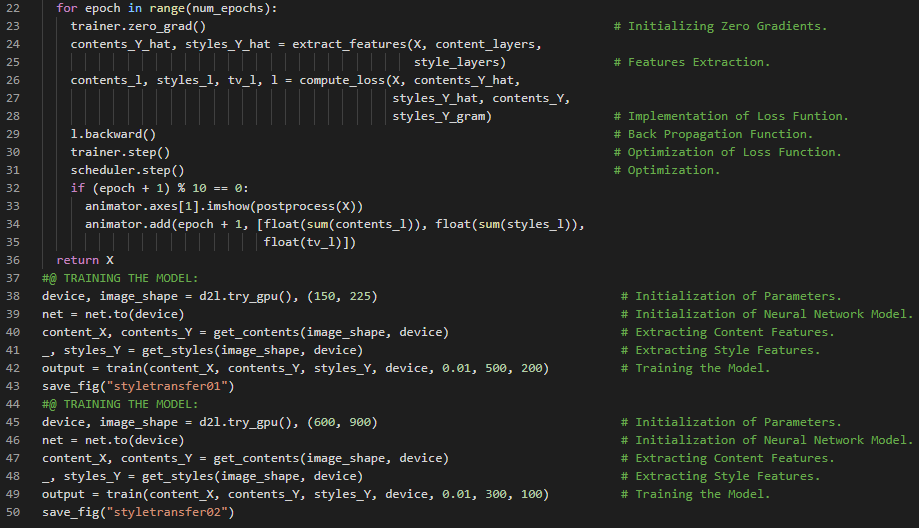 22 for epoch in range(num_epochs):
23 trainer.zero_grad() # Initializing Zero Gradients.
24 contents_Y_hat, styles_Y_hat = extract_features(X, content_layers,
25 style_layers) # Features Extraction.
26 contents_l, styles_l, tv_l, l = compute_loss(X, contents_Y_hat,
27 styles_Y_hat, contents_Y,
28 styles_Y_gram) # Implementation of Loss Funtion.
29 l.backward() # Back Propagation Function.
30 trainer.step() # Optimization of Loss Function.
31 scheduler.step() # Optimization.
32 if (epoch + 1) % 10 == 0:
33 animator.axes[1].imshow(postprocess(X))
34 animator.add(epoch + 1, [float(sum(contents_l)), float(sum(styles_l)),
35 float(tv_l)])
36 return X
37 #@ TRAINING THE MODEL:
38 device, image_shape = d2l.try_gpu(), (150, 225) # Initialization of Parameters.
39 net = net.to(device) # Initialization of Neural Network Model.
40 content_X, contents_Y = get_contents(image_shape, device) # Extracting Content Features.
41 _, styles_Y = get_styles(image_shape, device) # Extracting Style Features.
42 output = train(content_X, contents_Y, styles_Y, device, 0.01, 500, 200) # Training the Model.
43 save_fig("styletransfer01")
44 #@ TRAINING THE MODEL:
45 device, image_shape = d2l.try_gpu(), (600, 900) # Initialization of Parameters.
46 net = net.to(device) # Initialization of Neural Network Model.
47 content_X, contents_Y = get_contents(image_shape, device) # Extracting Content Features.
48 _, styles_Y = get_styles(image_shape, device) # Extracting Style Features.
49 output = train(content_X, contents_Y, styles_Y, device, 0.01, 300, 100) # Training the Model.
50 save_fig("styletransfer02")